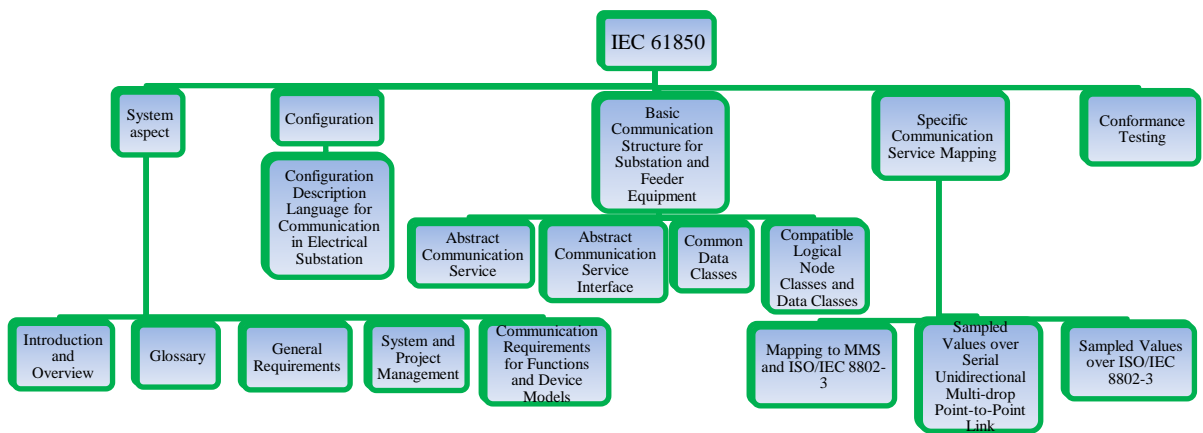 IEC 61850
System
aspect
Configuration
Basic
Communication
Structure for
Substation and
Feeder
Equipment
Specific
Communication
Service Mapping
Conformance
Testing
Configuration
Description
Language for
Communication
in Electrical
Substation
Abstract
Communication
Service
Abstract
Communication
Service
Interface
Common
Data
Classes
Compatible
Logical
Node
Classes and
Data Classes
Introduction
and
Overview
Glossary
General
Requirements
System and
Project
Management
Communication
Requirements
for Functions
and Device
Models
Mapping to MMS
and ISO/IEC 8802-
3
Sampled
Values over
Serial
Unidirectional
Multi-drop
Point-to-Point
Link
Sampled Values
over ISO/IEC
8802-3